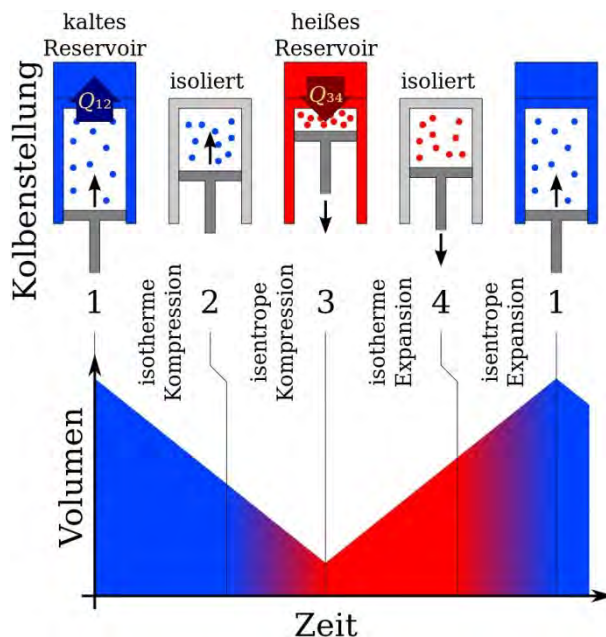 kaltes
Reservoir
heißes
Reservoir
isoliert
isoliert
Kolbenstellung
Q12
Q34
1
2
3
4
1
isotherme
Kompression
isentrope
Kompression
isotherme
Expansion
isentrope
Expansion
Volumen
Zeit